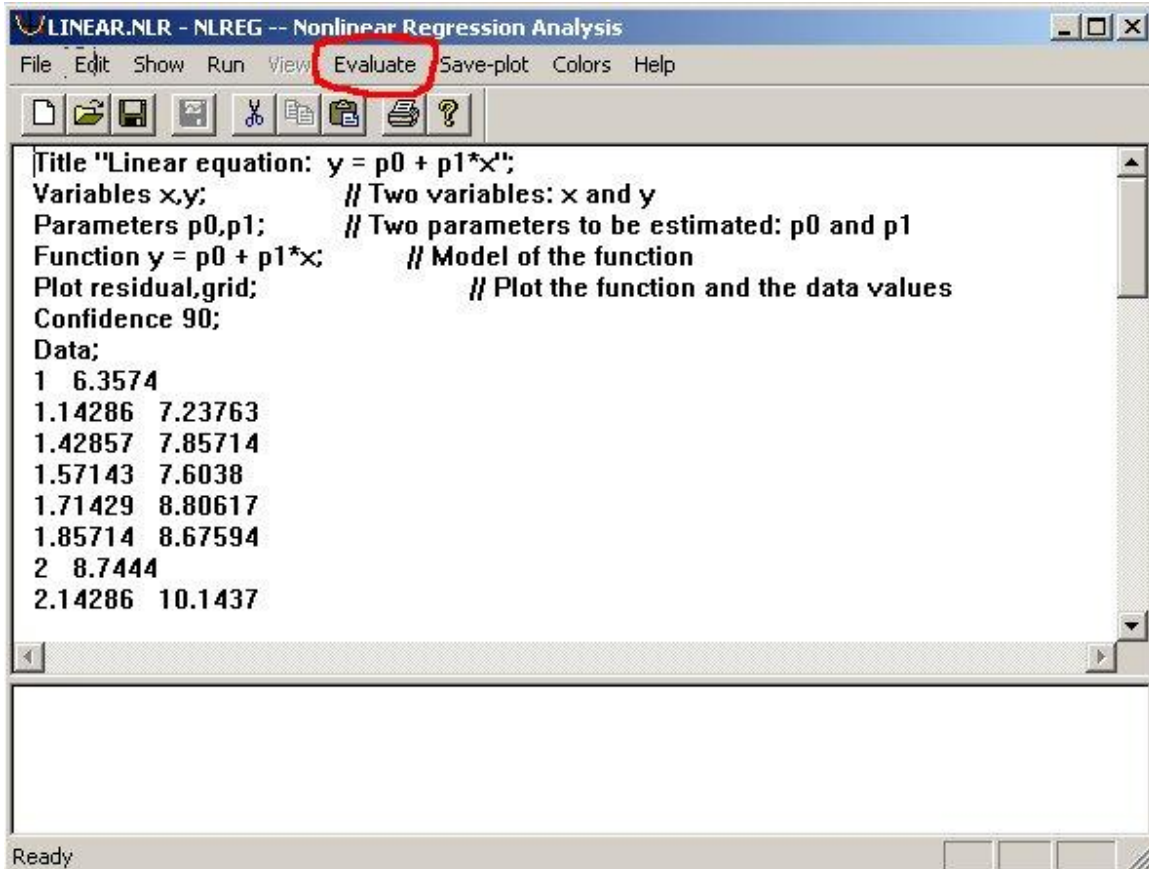 LINEAR.NLR - NLREG -- Nonlinear Regression Analysis
File Edit Show Run View Evaluate Save-plot Colors Help
Title "Linear equation: y = p0 + p1*x";
Variables x,y; // Two variables: x and y
Parameters p0,p1; // Two parameters to be estimated: p0 and p1
Function y = p0 + p1*x; // Model of the function
Plot residual,grid; // Plot the function and the data values
Confidence 90;
Data;
1 6.3574
1.14286 7.23763
1.42857 7.85714
1.57143 7.6038
1.71429 8.80617
1.85714 8.67594
2 8.7444
2.14286 10.1437
Ready